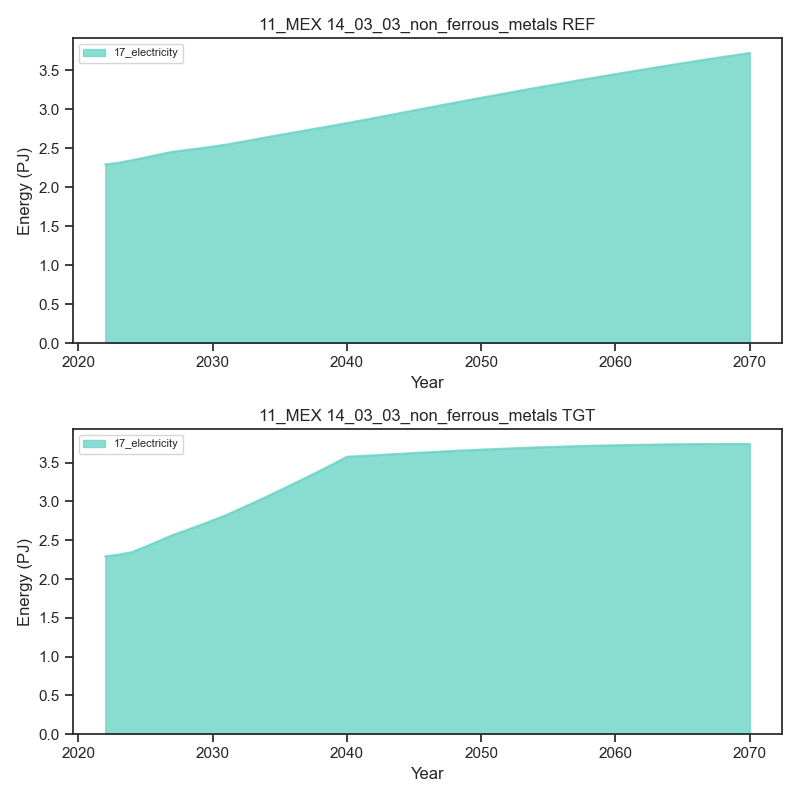 11_MEX 14_03_03_non_ferrous_metals REF
17_electricity
3.5
3.0
2.5
2.0
1.5
1.0
0.5
0.0
Energy (PJ)
2020 2030 2040 2050 2060 2070
Year
11_MEX 14_03_03_non_ferrous_metals TGT
17_electricity
3.5
3.0
2.5
2.0
1.5
1.0
0.5
0.0
Energy (PJ)
2020 2030 2040 2050 2060 2070
Year